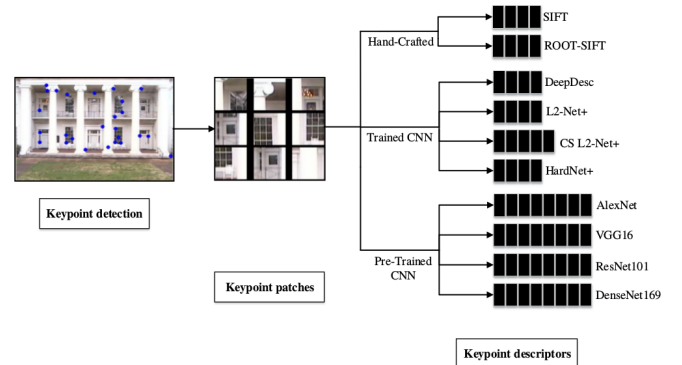 SIFT
Hand-Crafted
ROOT-SIFT
DeepDesc
L2-Net+
Trained CNN
CS L2-Net+
HardNet+
AlexNet
VGG16
Pre-Trained
CNN
ResNet101
DenseNet169
Keypoint detection
Keypoint patches
Keypoint descriptors